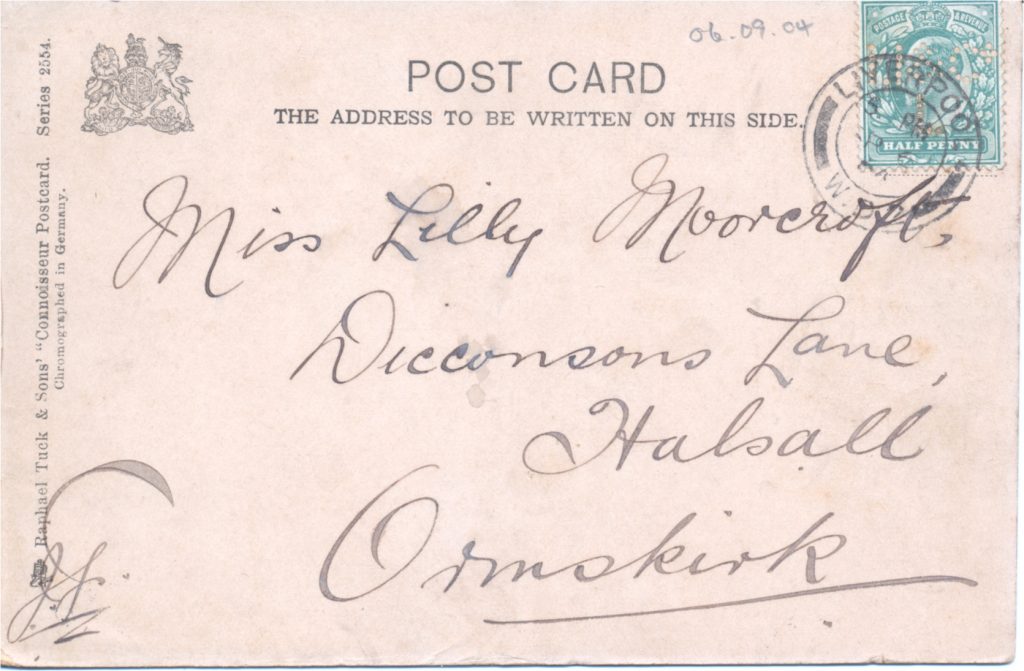 06.09.04
POST CARD
THE ADDRESS TO BE WRITTEN ON THIS SIDE.
POSTAGE & REVENUE
HALF PENNY
LIVERPOOL
Miss Lilly Moorcroft,
Dicconsons Lane,
Halsall
Ormskirk
Raphael Tuck & Sons' "Connoisseur Postcard. Series 2554.
Chromographed in Germany.